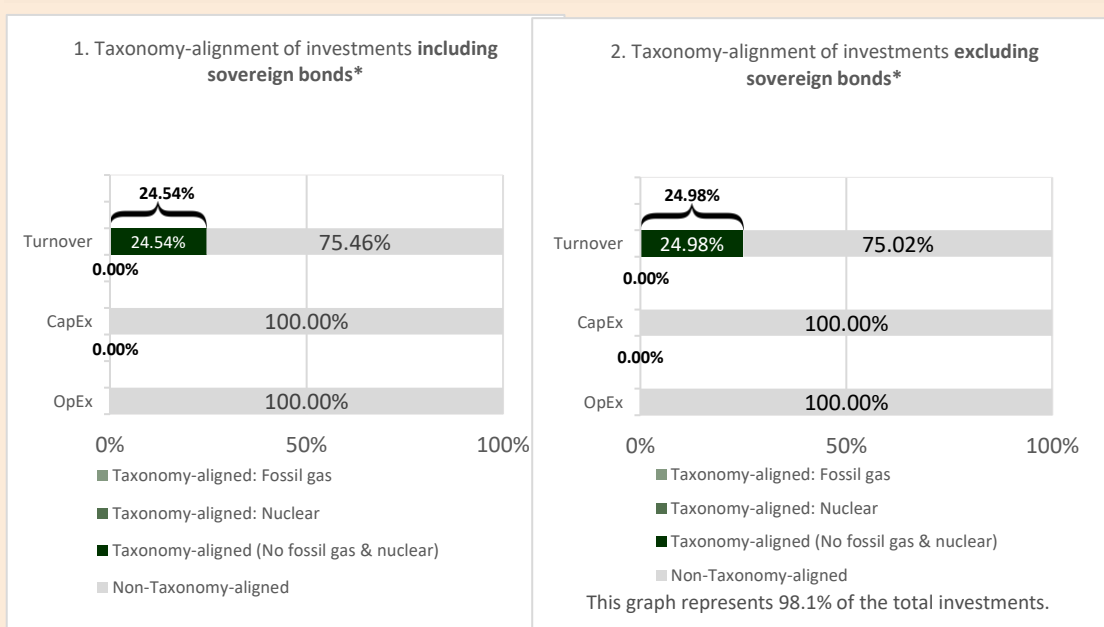 1. Taxonomy-alignment of investments including
sovereign bonds*
24.54%
Turnover 24.54% 75.46%
0.00%
CapEx 100.00%
0.00%
OpEx 100.00%
0% 50% 100%
Taxonomy-aligned: Fossil gas
Taxonomy-aligned: Nuclear
Taxonomy-aligned (No fossil gas & nuclear)
Non-Taxonomy-aligned
2. Taxonomy-alignment of investments excluding
sovereign bonds*
24.98%
Turnover 24.98% 75.02%
0.00%
CapEx 100.00%
0.00%
OpEx 100.00%
0% 50% 100%
Taxonomy-aligned: Fossil gas
Taxonomy-aligned: Nuclear
Taxonomy-aligned (No fossil gas & nuclear)
Non-Taxonomy-aligned
This graph represents 98.1% of the total investments.